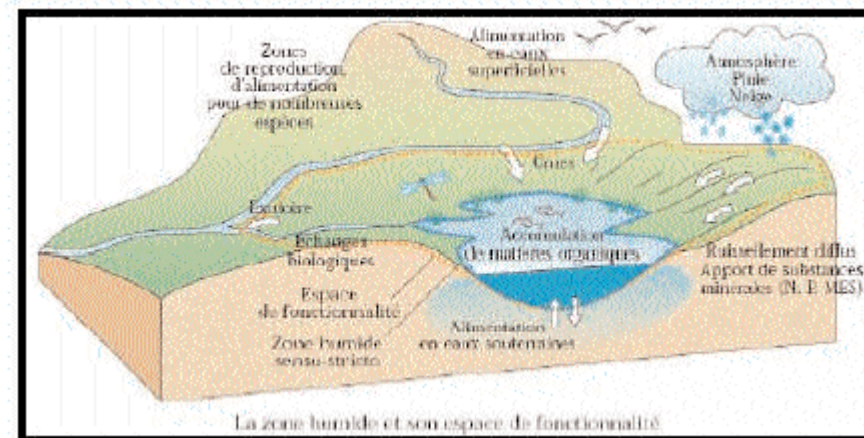 Zones
de reproduction,
d'alimentation
pour de nombreuses
espèces
Alimentation
en eaux
superficielles
Atmosphère
Pluie
Neige
Crues
Exutoire
Echanges
biologiques
Accumulation
de matières organiques
Ruissellement diffus
Apport de substances
minérales (N, P, MES)
Espace
de fonctionnalité
Zone humide
sensu-stricto
Alimentation
en eaux souterraines
La zone humide et son espace de fonctionnalité